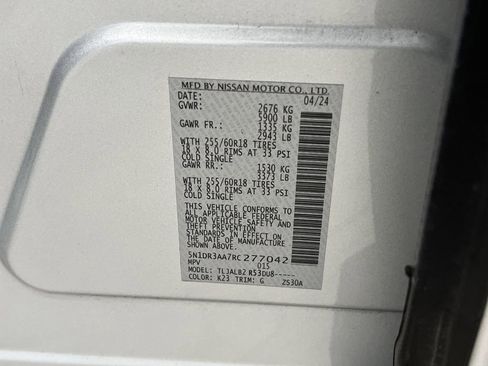 MFD BY NISSAN MOTOR CO., LTD.
DATE: 04/24
GVWR: 2676 KG
5900 LB
GAWR FR.: 1335 KG
2943 LB
WITH 255/60R18 TIRES
18 X 8.0 RIMS AT 33 PSI
COLD SINGLE
GAWR RR.: 1530 KG
3373 LB
WITH 255/60R18 TIRES
18 X 8.0 RIMS AT 33 PSI
COLD SINGLE
THIS VEHICLE CONFORMS TO
ALL APPLICABLE FEDERAL
MOTOR VEHICLE SAFETY AND
THEFT PREVENTION
STANDARDS IN EFFECT ON
THE DATE OF MANUFACTURE
SHOWN ABOVE
5N1DR3AA7RC277042
MPV 015
MODEL: TLJALB2 R53DU8-----
COLOR: K23 TRIM: G ZS30A